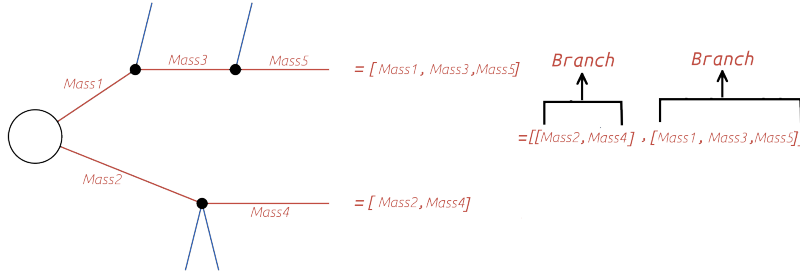 Mass1
Mass3
Mass5
=[Mass1, Mass3,Mass5]
Branch
Branch
=[[Mass2,Mass4] ,[Mass1, Mass3,Mass5]]
Mass2
Mass4
=[ Mass2,Mass4]